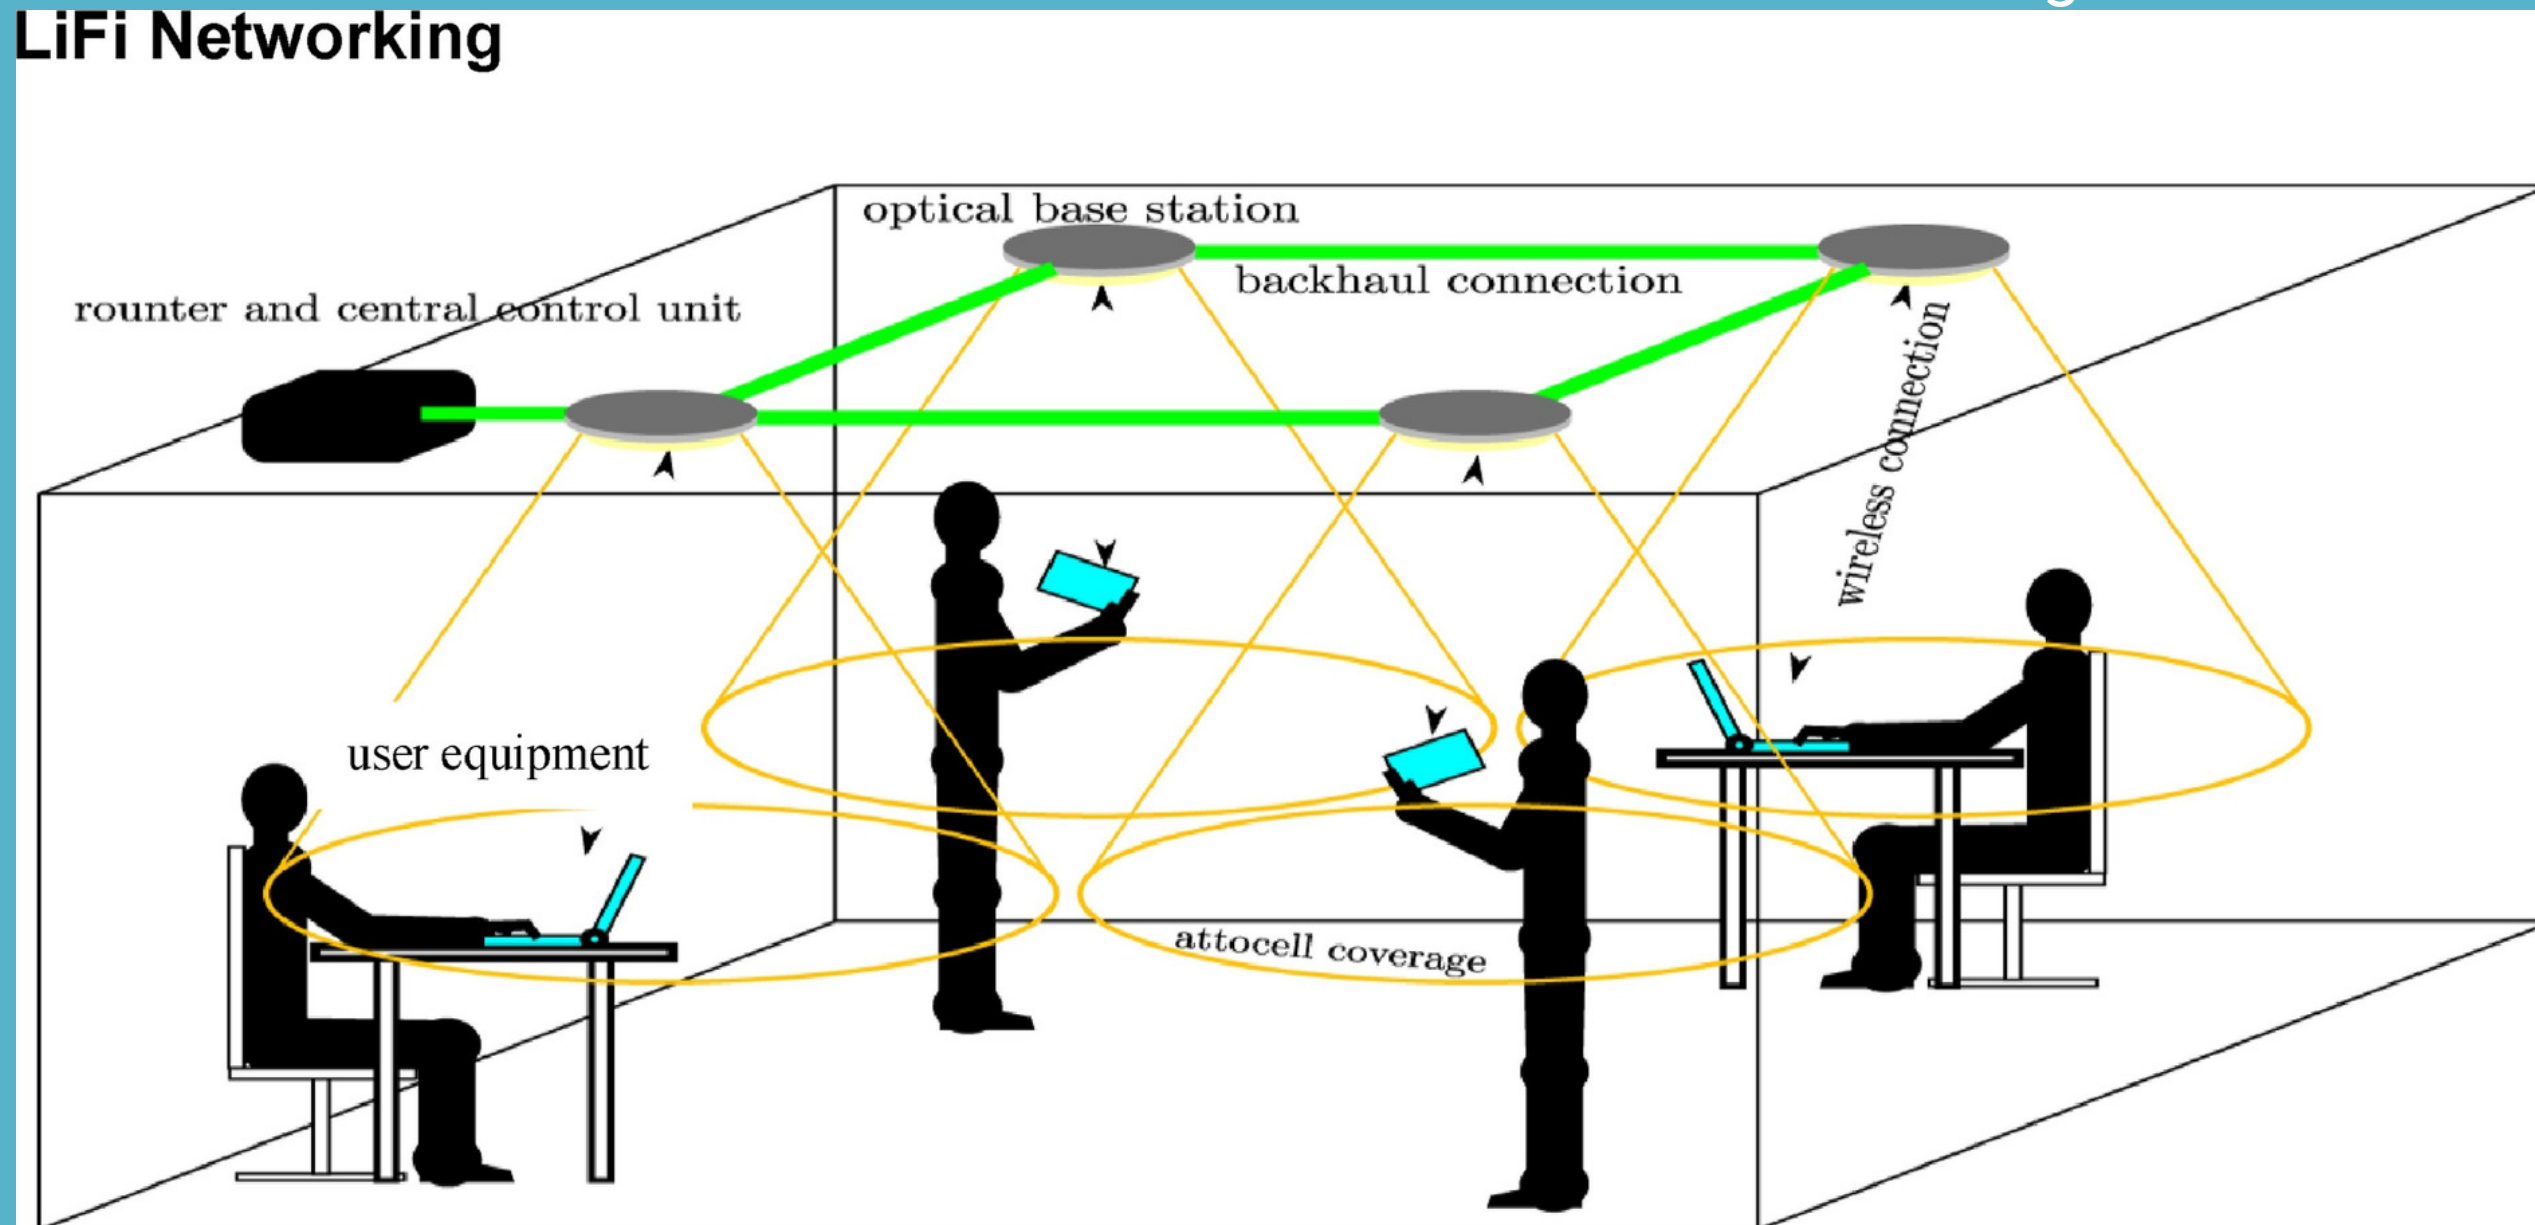 LiFi Networking
optical base station
backhaul connection
rounter and central control unit
wireless connection
user equipment
attocell coverage